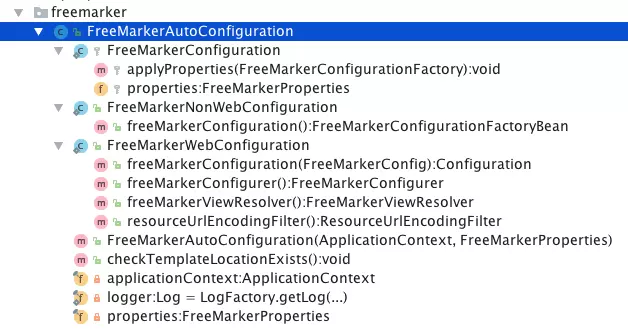 freemarker
FreeMarkerAutoConfiguration
FreeMarkerConfiguration
applyProperties(FreeMarkerConfigurationFactory):void
properties:FreeMarkerProperties
FreeMarkerNonWebConfiguration
freeMarkerConfiguration():FreeMarkerConfigurationFactoryBean
FreeMarkerWebConfiguration
freeMarkerConfiguration(FreeMarkerConfig):Configuration
freeMarkerConfigurer():FreeMarkerConfigurer
freeMarkerViewResolver():FreeMarkerViewResolver
resourceUrlEncodingFilter():ResourceUrlEncodingFilter
FreeMarkerAutoConfiguration(ApplicationContext, FreeMarkerProperties)
checkTemplateLocationExists():void
applicationContext:ApplicationContext
logger:Log = LogFactory.getLog(...)
properties:FreeMarkerProperties